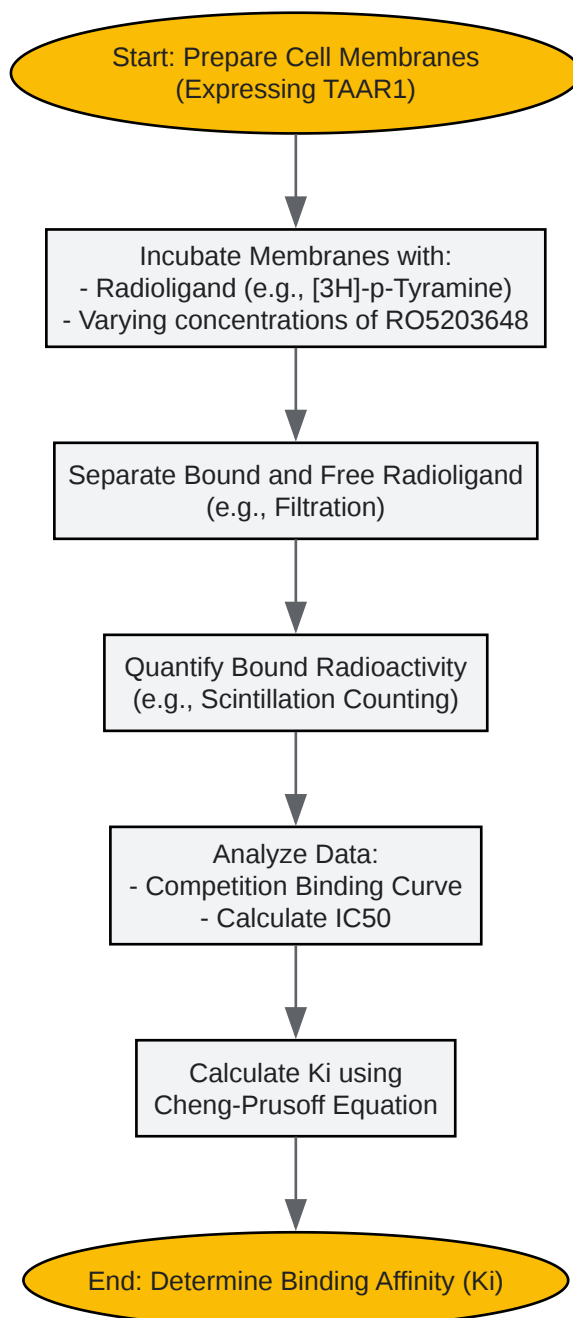 Start: Prepare Cell Membranes
(Expressing TAAR1)
Incubate Membranes with:
- Radioligand (e.g., [3H]-p-Tyramine)
- Varying concentrations of RO5203648
Separate Bound and Free Radioligand
(e.g., Filtration)
Quantify Bound Radioactivity
(e.g., Scintillation Counting)
Analyze Data:
- Competition Binding Curve
- Calculate IC50
Calculate Ki using
Cheng-Prusoff Equation
End: Determine Binding Affinity (Ki)